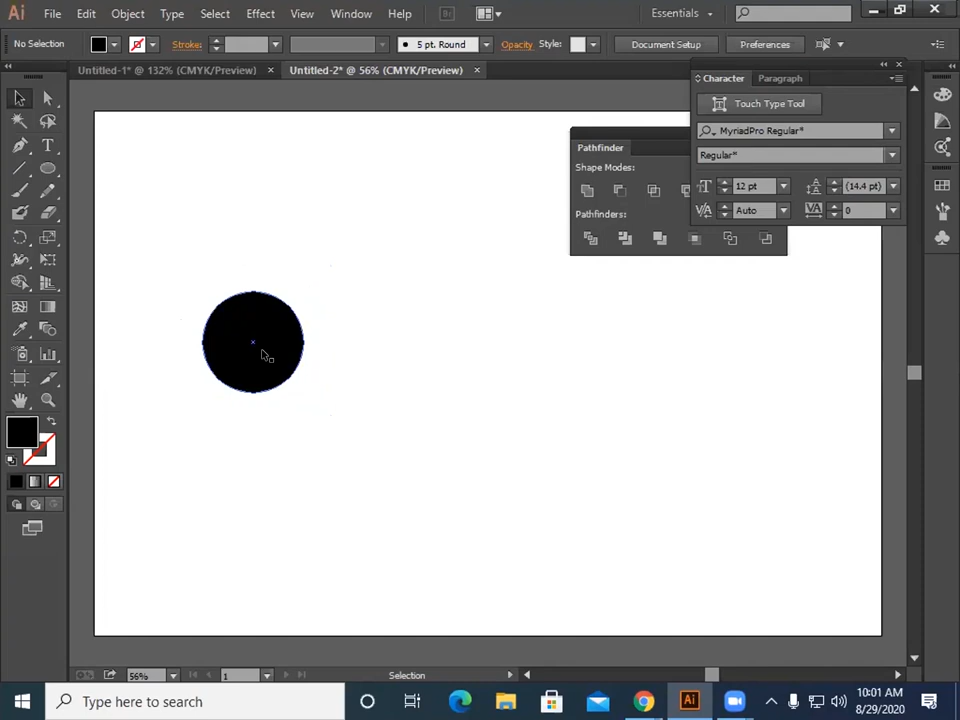 Ai File Edit Object Type Select Effect View Window Help Br Essentials
No Selection Stroke: 5 pt. Round Opacity Style: Document Setup Preferences
Untitled-1* @ 132% (CMYK/Preview) × Untitled-2* @ 56% (CMYK/Preview) ×
Character Paragraph
Touch Type Tool
MyriadPro Regular*
Regular*
12 pt (14.4 pt)
Auto 0
Pathfinder
Shape Modes:
Pathfinders:
56% 1 Selection
Type here to search
Ai
10:01 AM
8/29/2020